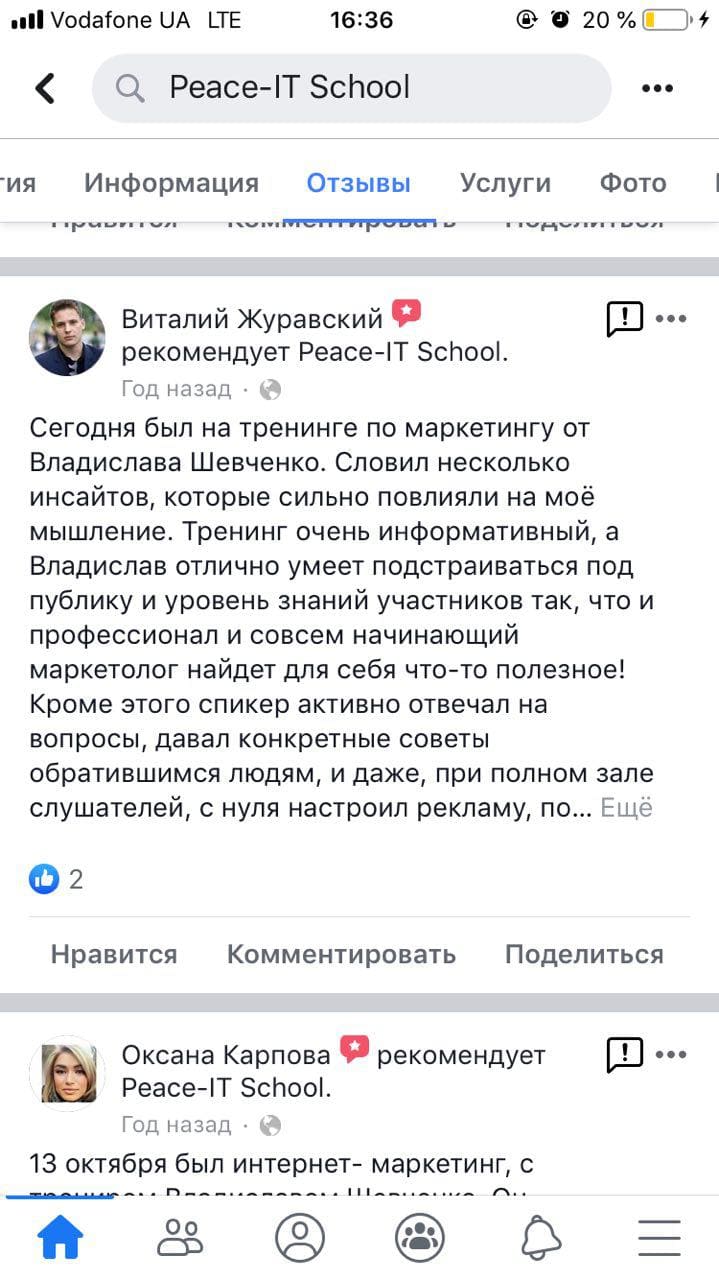 Vodafone UA LTE 16:36 20 %
Peace-IT School
тия Информация Отзывы Услуги Фото
Нравится Комментировать Поделиться
Виталий Журавский
рекомендует Peace-IT School.
Год назад ·
Сегодня был на тренинге по маркетингу от
Владислава Шевченко. Словил несколько
инсайтов, которые сильно повлияли на моё
мышление. Тренинг очень информативный, а
Владислав отлично умеет подстраиваться под
публику и уровень знаний участников так, что и
профессионал и совсем начинающий
маркетолог найдет для себя что-то полезное!
Кроме этого спикер активно отвечал на
вопросы, давал конкретные советы
обратившимся людям, и даже, при полном зале
слушателей, с нуля настроил рекламу, по... Ещё
2
Нравится Комментировать Поделиться
Оксана Карпова рекомендует
Peace-IT School.
Год назад ·
13 октября был интернет- маркетинг, с
трениром Владиславом Шевченко. Он